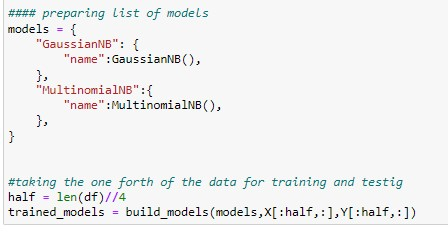 #### preparing list of models
models = {
    "GaussianNB": {
        "name":GaussianNB(),
    },
    "MultinomialNB":{
        "name":MultinomialNB(),
    },
}
#taking the one forth of the data for training and testig
half = len(df)//4
trained_models = build_models(models,X[:half,:],Y[:half,:])